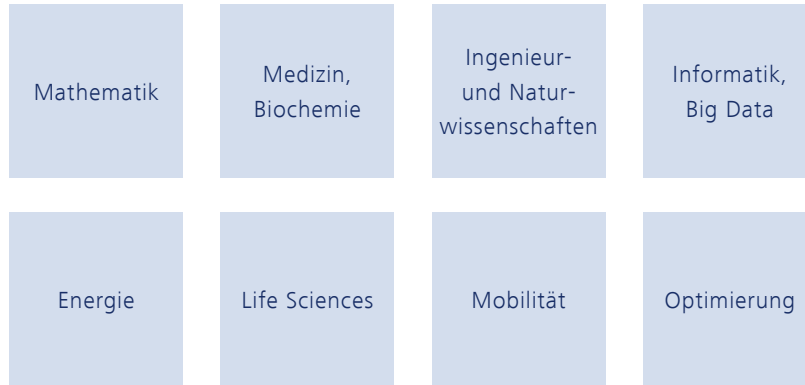 Mathematik
Medizin,
Biochemie
Ingenieur-
und Natur-
wissenschaften
Informatik,
Big Data
Energie
Life Sciences
Mobilität
Optimierung